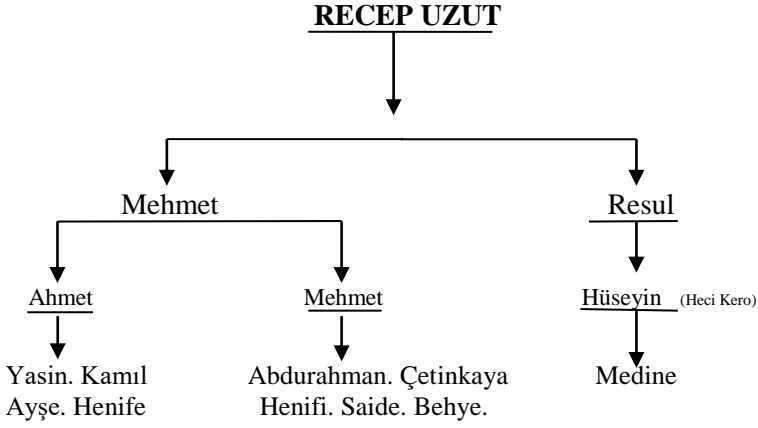 RECEP UZUT
Mehmet Resul
Ahmet Mehmet Hüseyin (Heci Kero)
Yasin. Kamıl Abdurahman. Çetinkaya Medine
Ayşe. Henife Henifi. Saide. Behye.